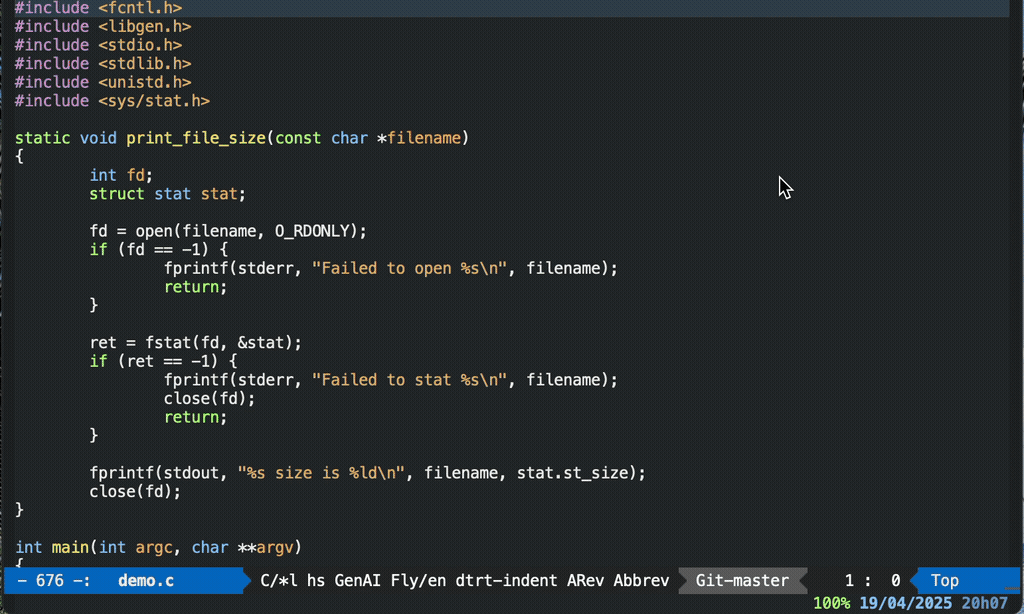 #include <fcntl.h>
#include <libgen.h>
#include <stdio.h>
#include <stdlib.h>
#include <unistd.h>
#include <sys/stat.h>
static void print_file_size(const char *filename)
{
        int fd;
        struct stat stat;
        fd = open(filename, O_RDONLY);
        if (fd == -1) {
                fprintf(stderr, "Failed to open %s\n", filename);
                return;
        }
        ret = fstat(fd, &stat);
        if (ret == -1) {
                fprintf(stderr, "Failed to stat %s\n", filename);
                close(fd);
                return;
        }
        fprintf(stdout, "%s size is %ld\n", filename, stat.st_size);
        close(fd);
}
int main(int argc, char **argv)
{
- 676 -: demo.c C/*l hs GenAI Fly/en dtrt-indent ARev Abbrev Git-master 1 : 0 Top
100% 19/04/2025 20h07